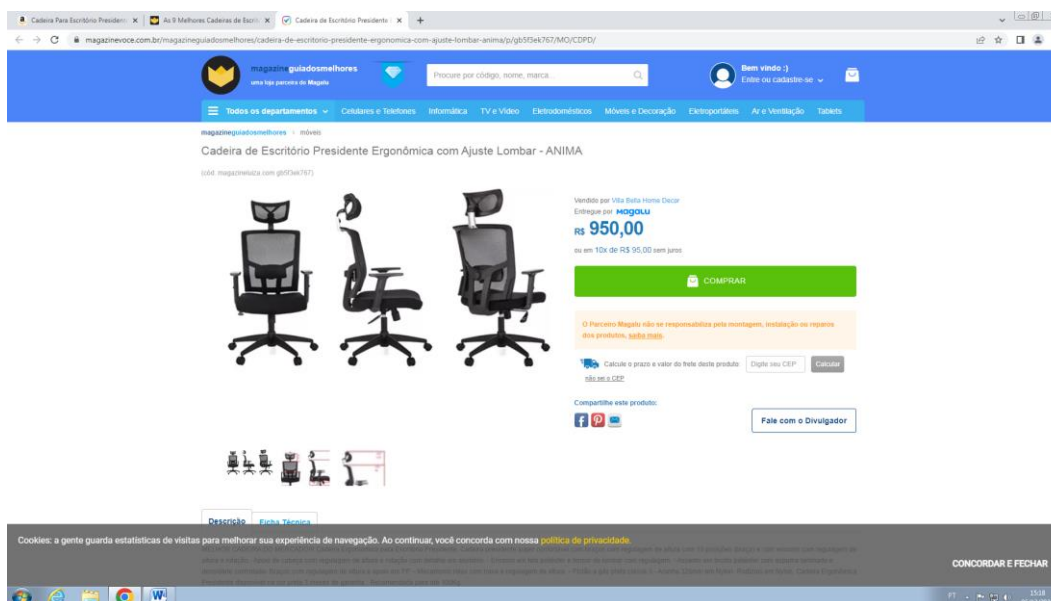 Cadeira Para Escritório Presiden
As 9 Melhores Cadeiras de Escrit
Cadeira de Escritório Presidente
magazinevoce.com.br/magazineguiadosmelhores/cadeira-de-escritorio-presidente-ergonomica-com-ajuste-lombar-anima/p/gb5f3ek767/MO/CDPD/
magazineguiadosmelhores
uma loja parceira do Magalu
Procure por código, nome, marca...
Bem vindo :)
Entre ou cadastre-se
Todos os departamentos Celulares e Telefones Informática TV e Vídeo Eletrodomésticos Móveis e Decoração Eletroportáteis Ar e Ventilação Tablets
magazineguiadosmelhores › móveis
Cadeira de Escritório Presidente Ergonômica com Ajuste Lombar - ANIMA
(cód. magazineluiza.com gb5f3ek767)
Vendido por Villa Bella Home Decor
Entregue por Magalu
R$ 950,00
ou em 10x de R$ 95,00 sem juros
COMPRAR
O Parceiro Magalu não se responsabiliza pela montagem, instalação ou reparos
dos produtos, saiba mais.
Calcule o prazo e valor do frete deste produto: Digite seu CEP Calcular
não sei o CEP
Compartilhe este produto:
Fale com o Divulgador
Descrição Ficha Técnica
Cookies: a gente guarda estatísticas de visitas para melhorar sua experiência de navegação. Ao continuar, você concorda com nossa política de privacidade.
CONCORDAR E FECHAR
PT 15:18